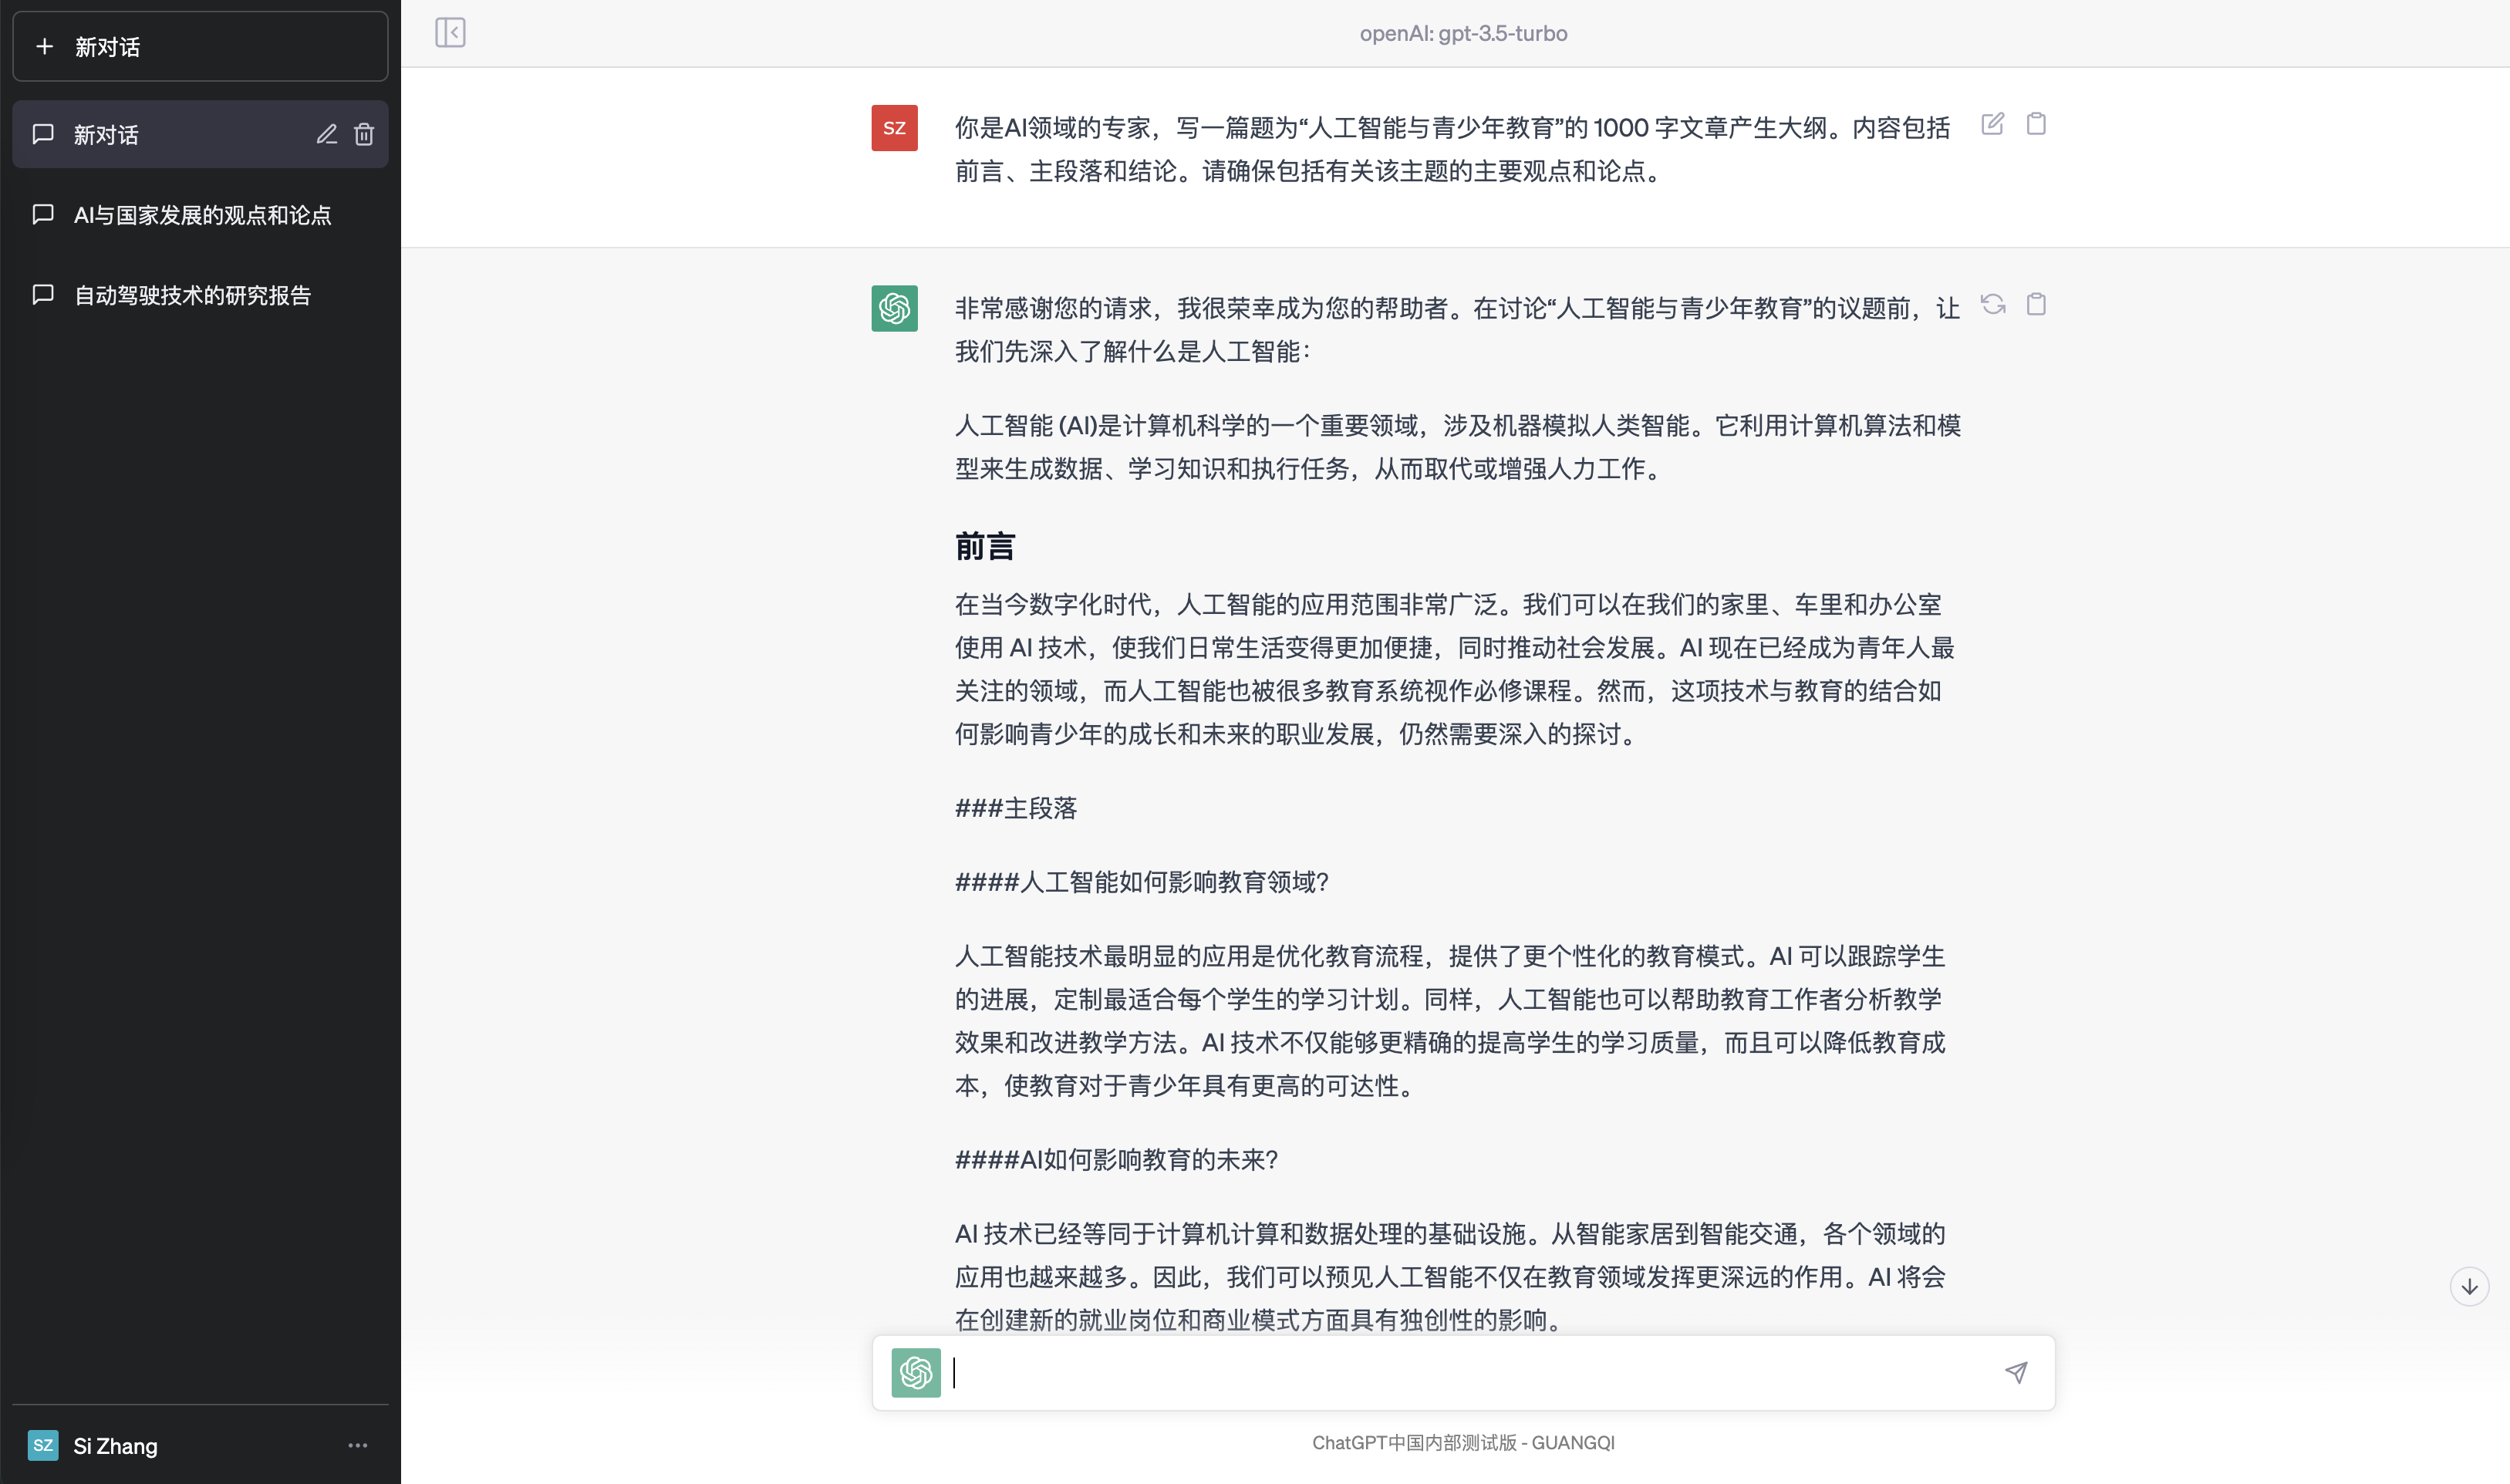 新对话
新对话
AI与国家发展的观点和论点
自动驾驶技术的研究报告
SZ
Si Zhang
openAI: gpt-3.5-turbo
SZ
你是AI领域的专家，写一篇题为“人工智能与青少年教育”的 1000 字文章产生大纲。内容包括
前言、主段落和结论。请确保包括有关该主题的主要观点和论点。
非常感谢您的请求，我很荣幸成为您的帮助者。在讨论“人工智能与青少年教育”的议题前，让
我们先深入了解什么是人工智能：
人工智能 (AI)是计算机科学的一个重要领域，涉及机器模拟人类智能。它利用计算机算法和模
型来生成数据、学习知识和执行任务，从而取代或增强人力工作。
前言
在当今数字化时代，人工智能的应用范围非常广泛。我们可以在我们的家里、车里和办公室
使用 AI 技术，使我们日常生活变得更加便捷，同时推动社会发展。AI 现在已经成为青年人最
关注的领域，而人工智能也被很多教育系统视作必修课程。然而，这项技术与教育的结合如
何影响青少年的成长和未来的职业发展，仍然需要深入的探讨。
###主段落
####人工智能如何影响教育领域?
人工智能技术最明显的应用是优化教育流程，提供了更个性化的教育模式。AI 可以跟踪学生
的进展，定制最适合每个学生的学习计划。同样，人工智能也可以帮助教育工作者分析教学
效果和改进教学方法。AI 技术不仅能够更精确的提高学生的学习质量，而且可以降低教育成
本，使教育对于青少年具有更高的可达性。
####AI如何影响教育的未来?
AI 技术已经等同于计算机计算和数据处理的基础设施。从智能家居到智能交通，各个领域的
应用也越来越多。因此，我们可以预见人工智能不仅在教育领域发挥更深远的作用。AI 将会
在创建新的就业岗位和商业模式方面具有独创性的影响。
ChatGPT中国内部测试版 - GUANGQI